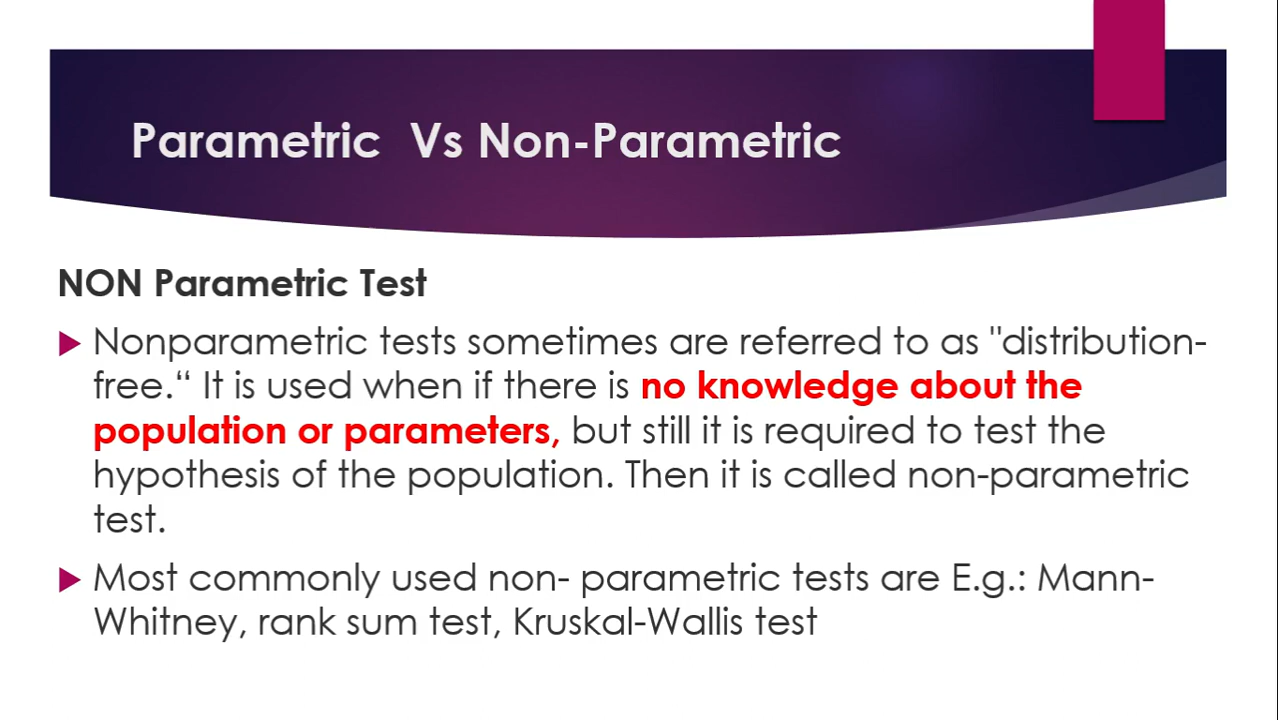 Parametric Vs Non-Parametric
NON Parametric Test
Nonparametric tests sometimes are referred to as "distribution-
free.“ It is used when if there is no knowledge about the
population or parameters, but still it is required to test the
hypothesis of the population. Then it is called non-parametric
test.
Most commonly used non- parametric tests are E.g.: Mann-
Whitney, rank sum test, Kruskal-Wallis test